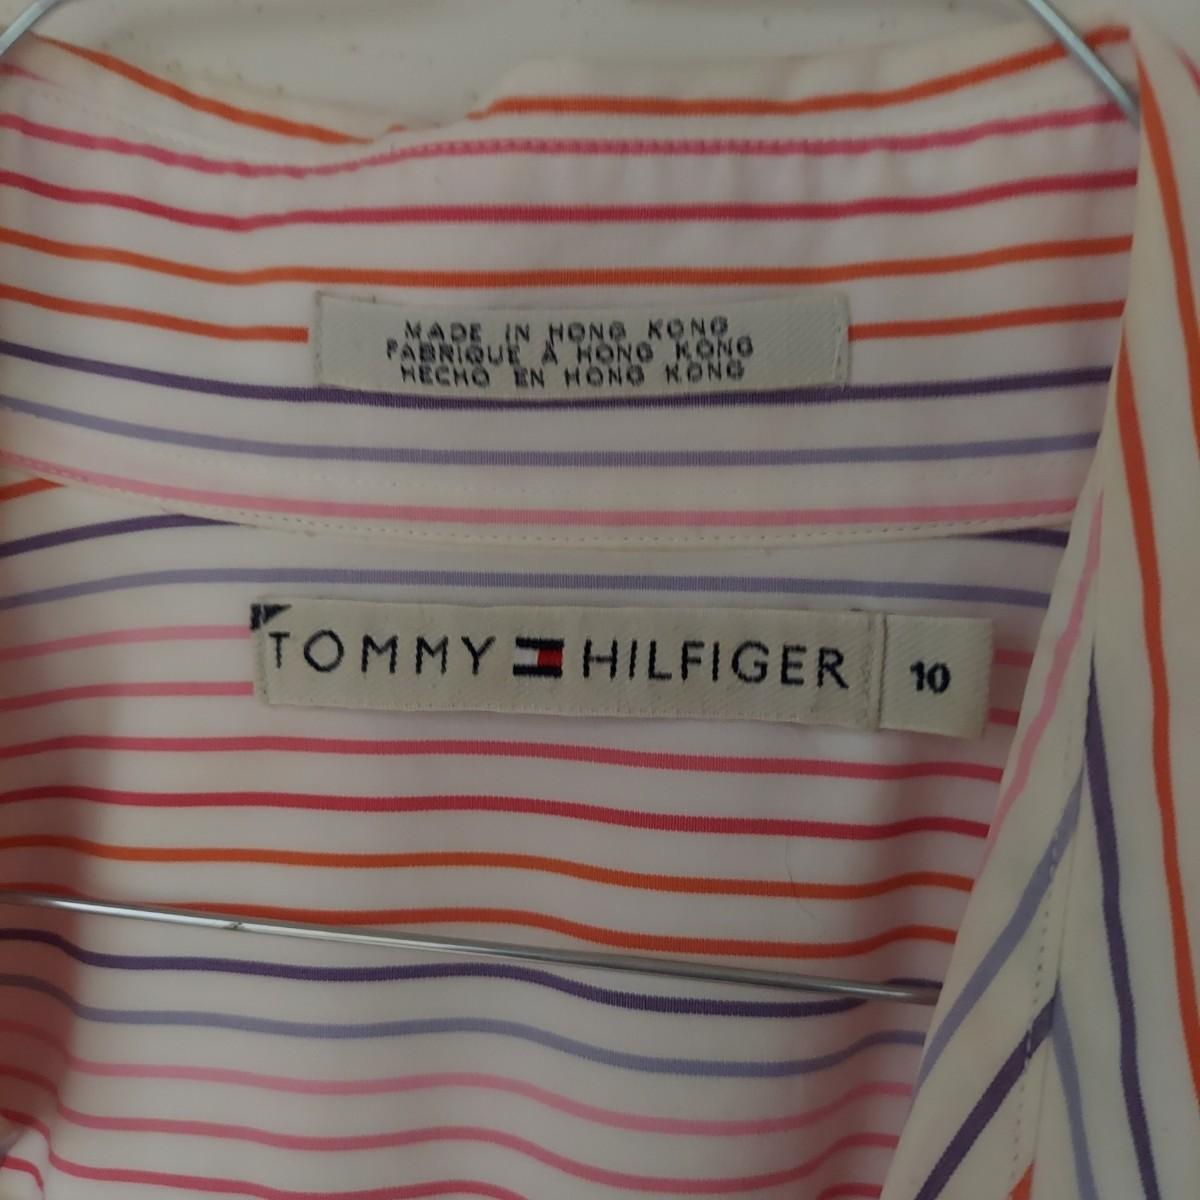 MADE IN HONG KONG
FABRIQUE À HONG KONG
HECHO EN HONG KONG
TOMMY HILFIGER 10